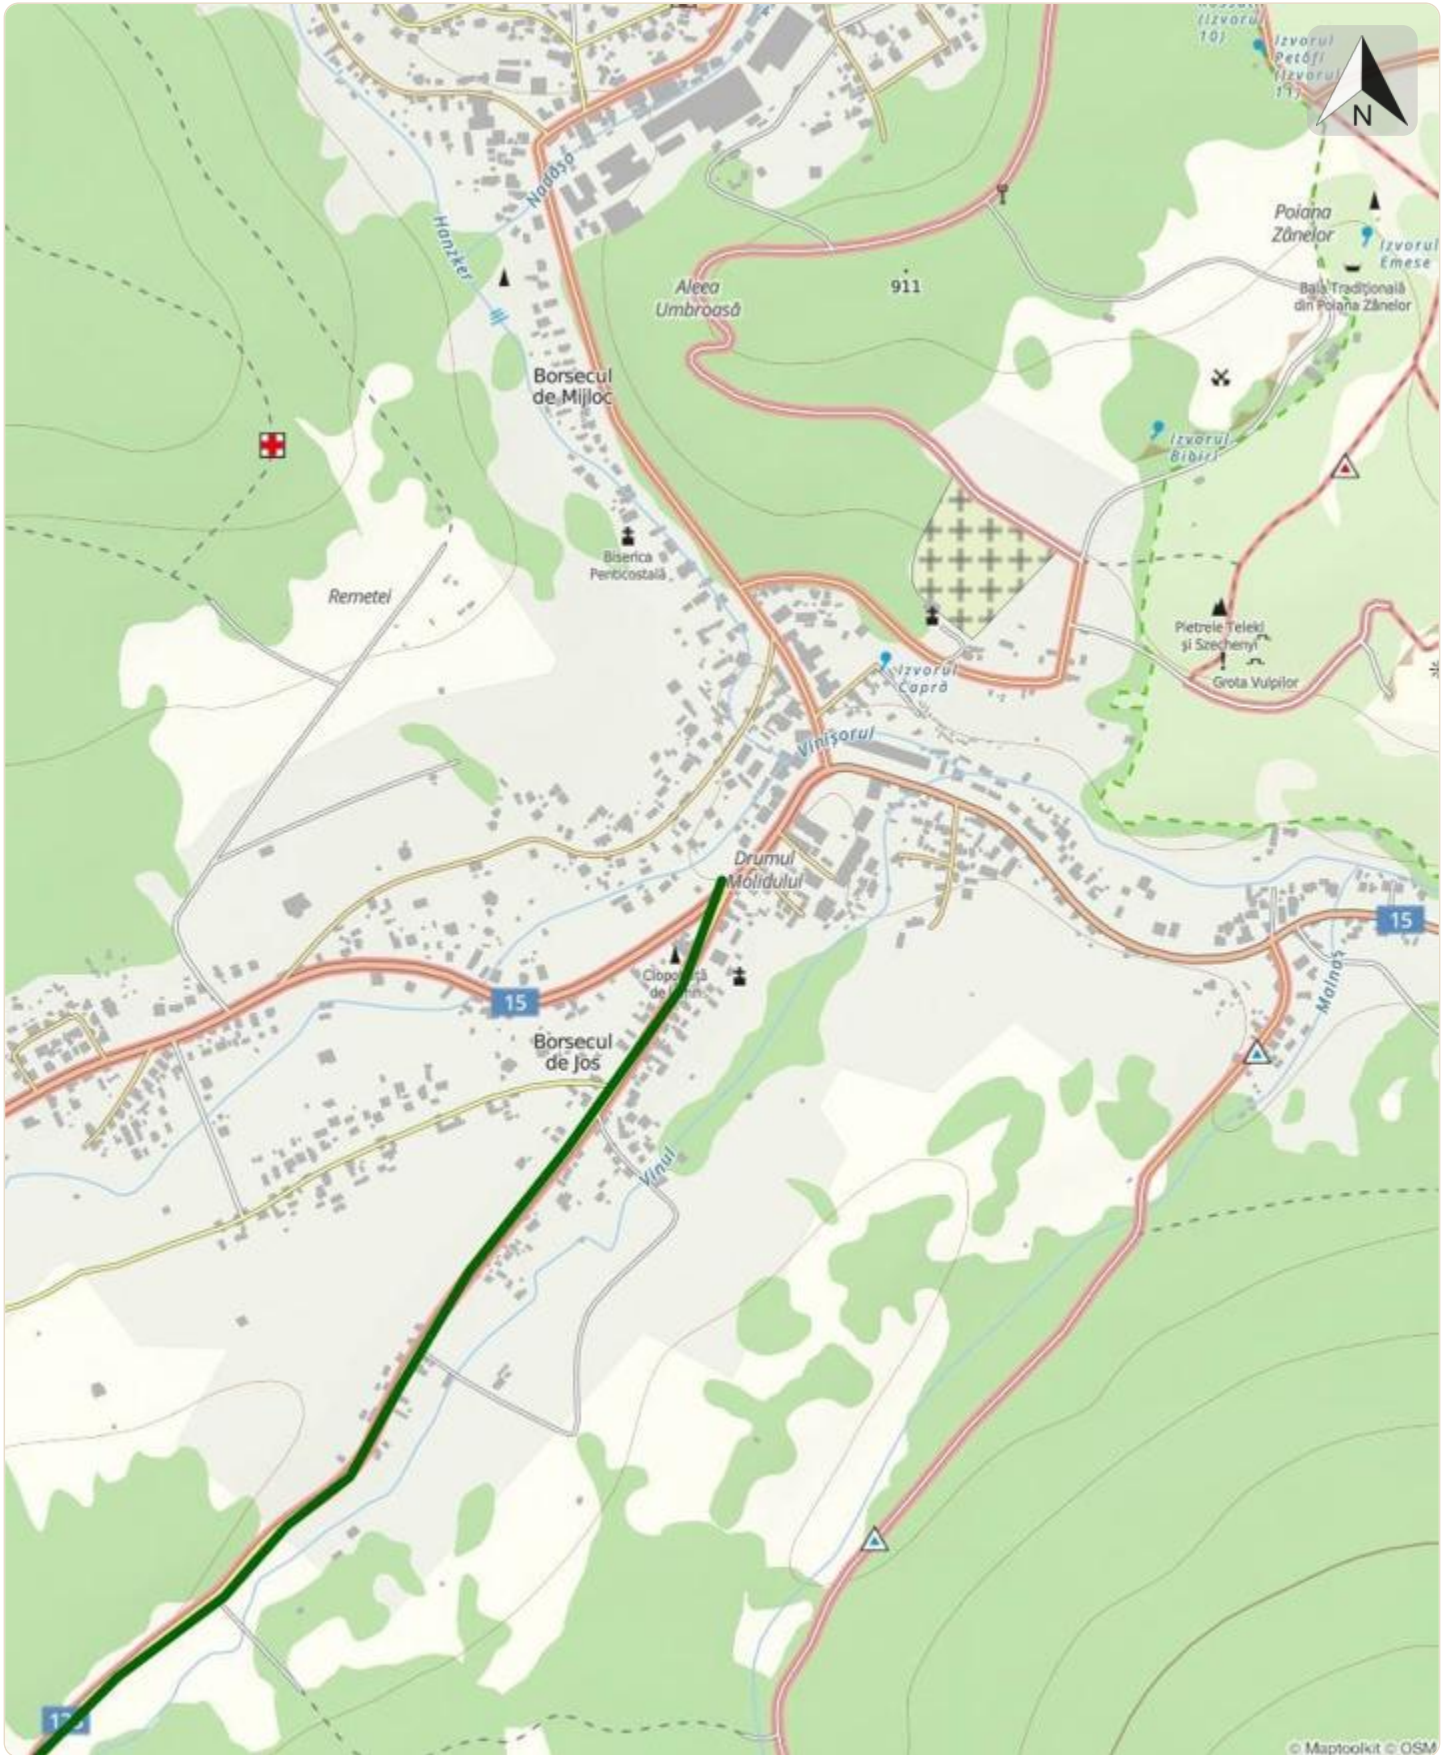 (Izvorul
10)
Izvorul
Petőfi
(Izvorul
11)
N
Nadășa
Hanzker
Poiana
Zânelor
Izvorul
Emese
Aleea
Umbroasă
911
Baia Tradițională
din Poiana Zânelor
Borsecul
de Mijloc
Izvorul
Bibirl
Biserica
Penticostală
Remetei
Pietrele Teleki
și Szechenyi
Grota Vulpilor
Izvorul
Capră
Vinișorul
Drumul
Molidului
15
15
Malnaș
Borsecul
de Jos
Vinul
© Maptoolkit © OSM